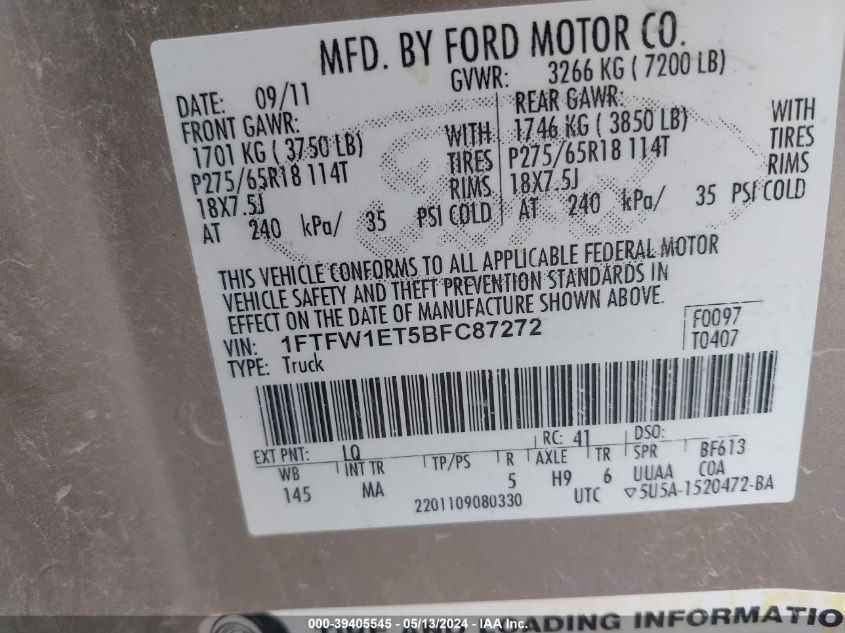 MFD. BY FORD MOTOR CO.
DATE: 09/11 GVWR: 3266 KG ( 7200 LB)
FRONT GAWR: REAR GAWR:
1701 KG ( 3750 LB) WITH 1746 KG ( 3850 LB) WITH
P275/65R18 114T TIRES P275/65R18 114T TIRES
18X7.5J RIMS 18X7.5J RIMS
AT 240 kPa/ 35 PSI COLD AT 240 kPa/ 35 PSI COLD
THIS VEHICLE CONFORMS TO ALL APPLICABLE FEDERAL MOTOR
VEHICLE SAFETY AND THEFT PREVENTION STANDARDS IN
EFFECT ON THE DATE OF MANUFACTURE SHOWN ABOVE.
VIN: 1FTFW1ET5BFC87272 F0097
TYPE: Truck T0407
EXT PNT: LQ RC: 41 DSO:
WB INT TR TP/PS R AXLE TR SPR BF613
145 MA 5 H9 6 UUAA COA
2201109080330 UTC ▽5U5A-1520472-BA
TIRE AND LOADING INFORMATIO
000-39405545 - 05/13/2024 - IAA Inc.